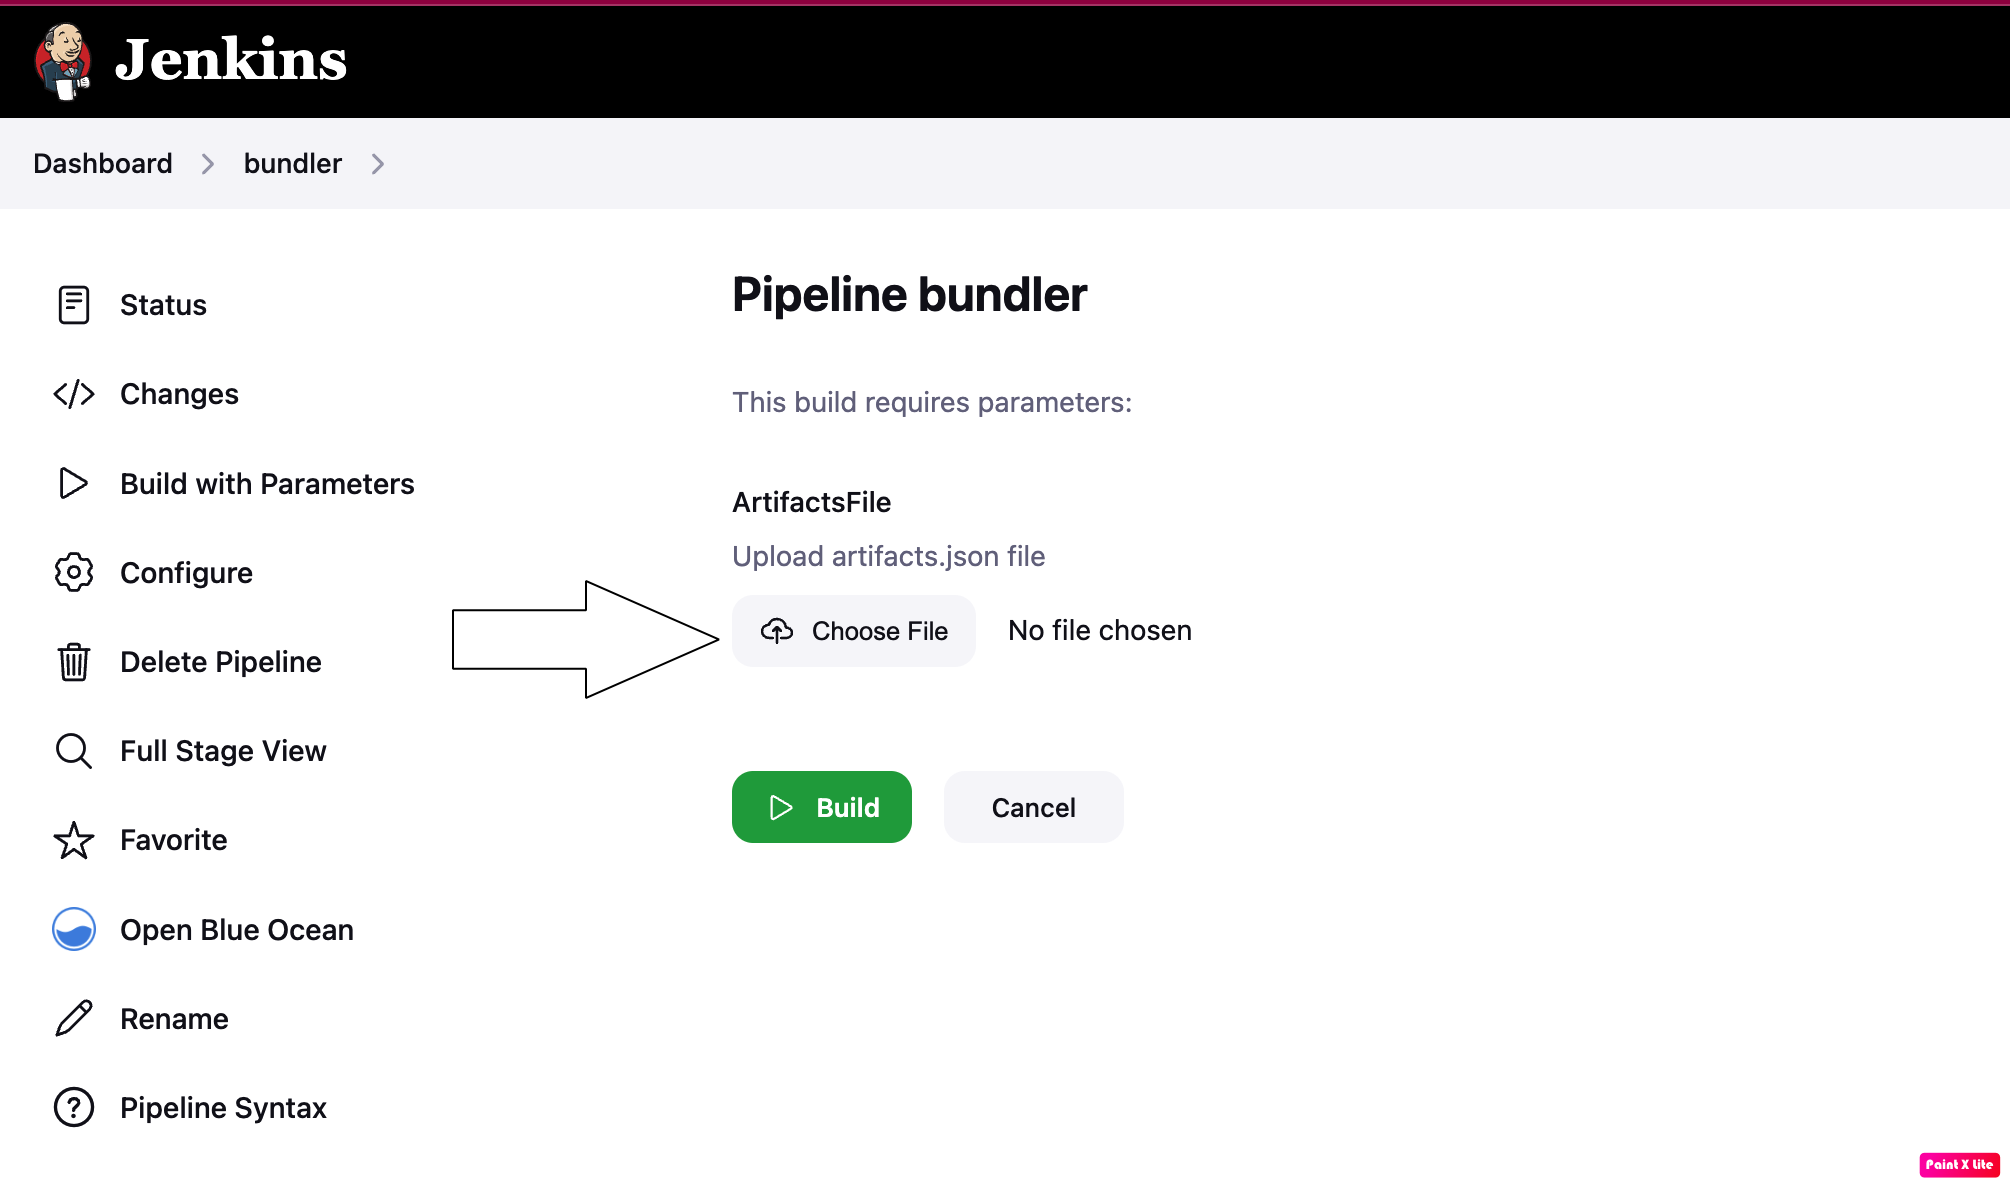 Jenkins
Dashboard
bundler
Status
Changes
Build with Parameters
Configure
Delete Pipeline
Full Stage View
Favorite
Open Blue Ocean
Rename
Pipeline Syntax
Pipeline bundler
This build requires parameters:
ArtifactsFile
Upload artifacts.json file
Choose File No file chosen
Build Cancel
Paint X Lite